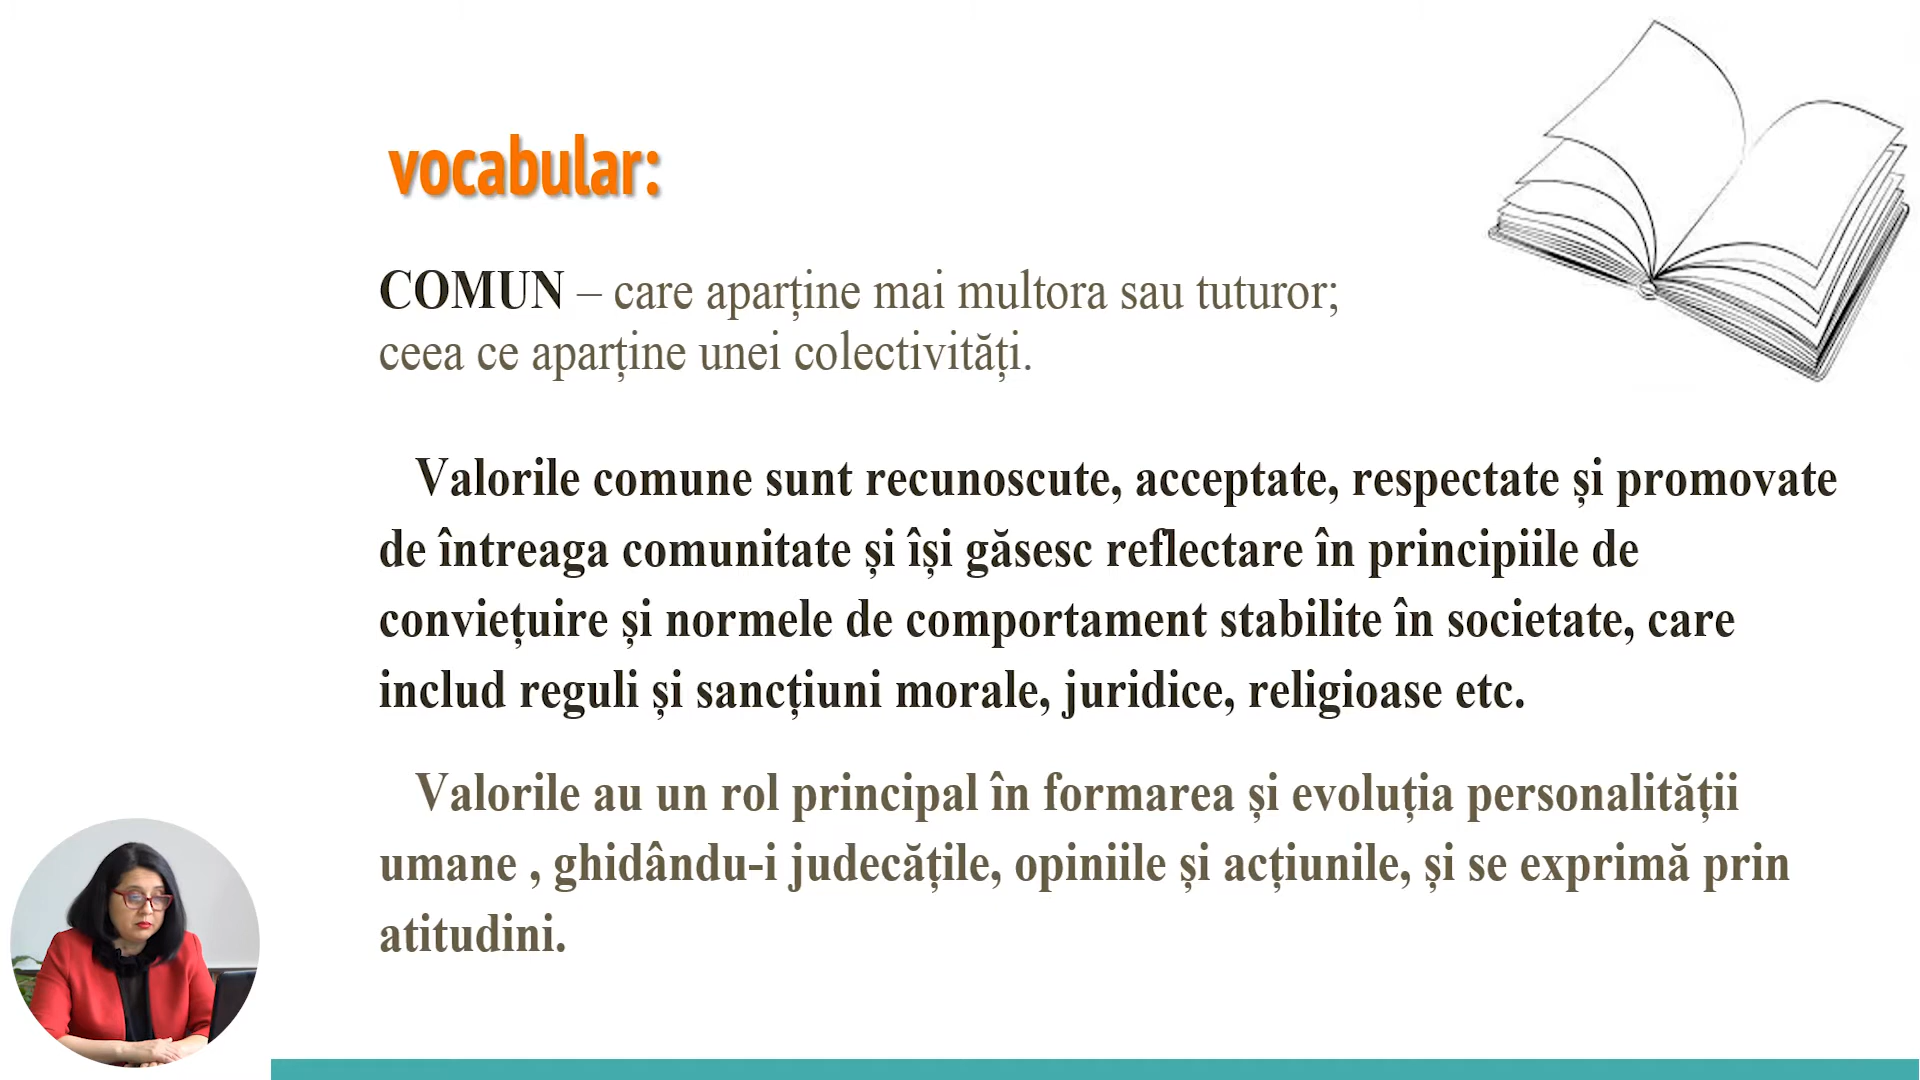 vocabular:
COMUN – care aparține mai multora sau tuturor;
ceea ce aparține unei colectivități.
Valorile comune sunt recunoscute, acceptate, respectate și promovate
de întreaga comunitate și își găsesc reflectare în principiile de
conviețuire și normele de comportament stabilite în societate, care
includ reguli și sancțiuni morale, juridice, religioase etc.
Valorile au un rol principal în formarea și evoluția personalității
umane , ghidându-i judecățile, opiniile și acțiunile, și se exprimă prin
atitudini.